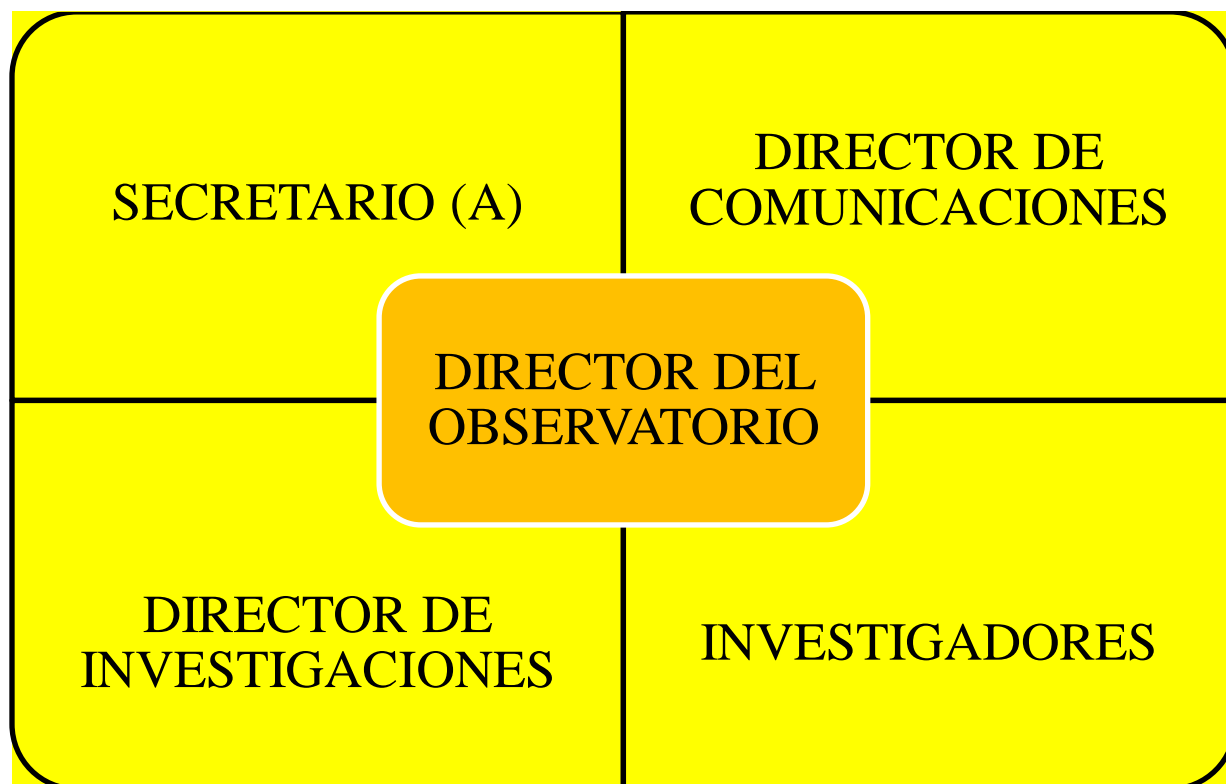 SECRETARIO (A)
DIRECTOR DE
COMUNICACIONES
DIRECTOR DEL
OBSERVATORIO
DIRECTOR DE
INVESTIGACIONES
INVESTIGADORES